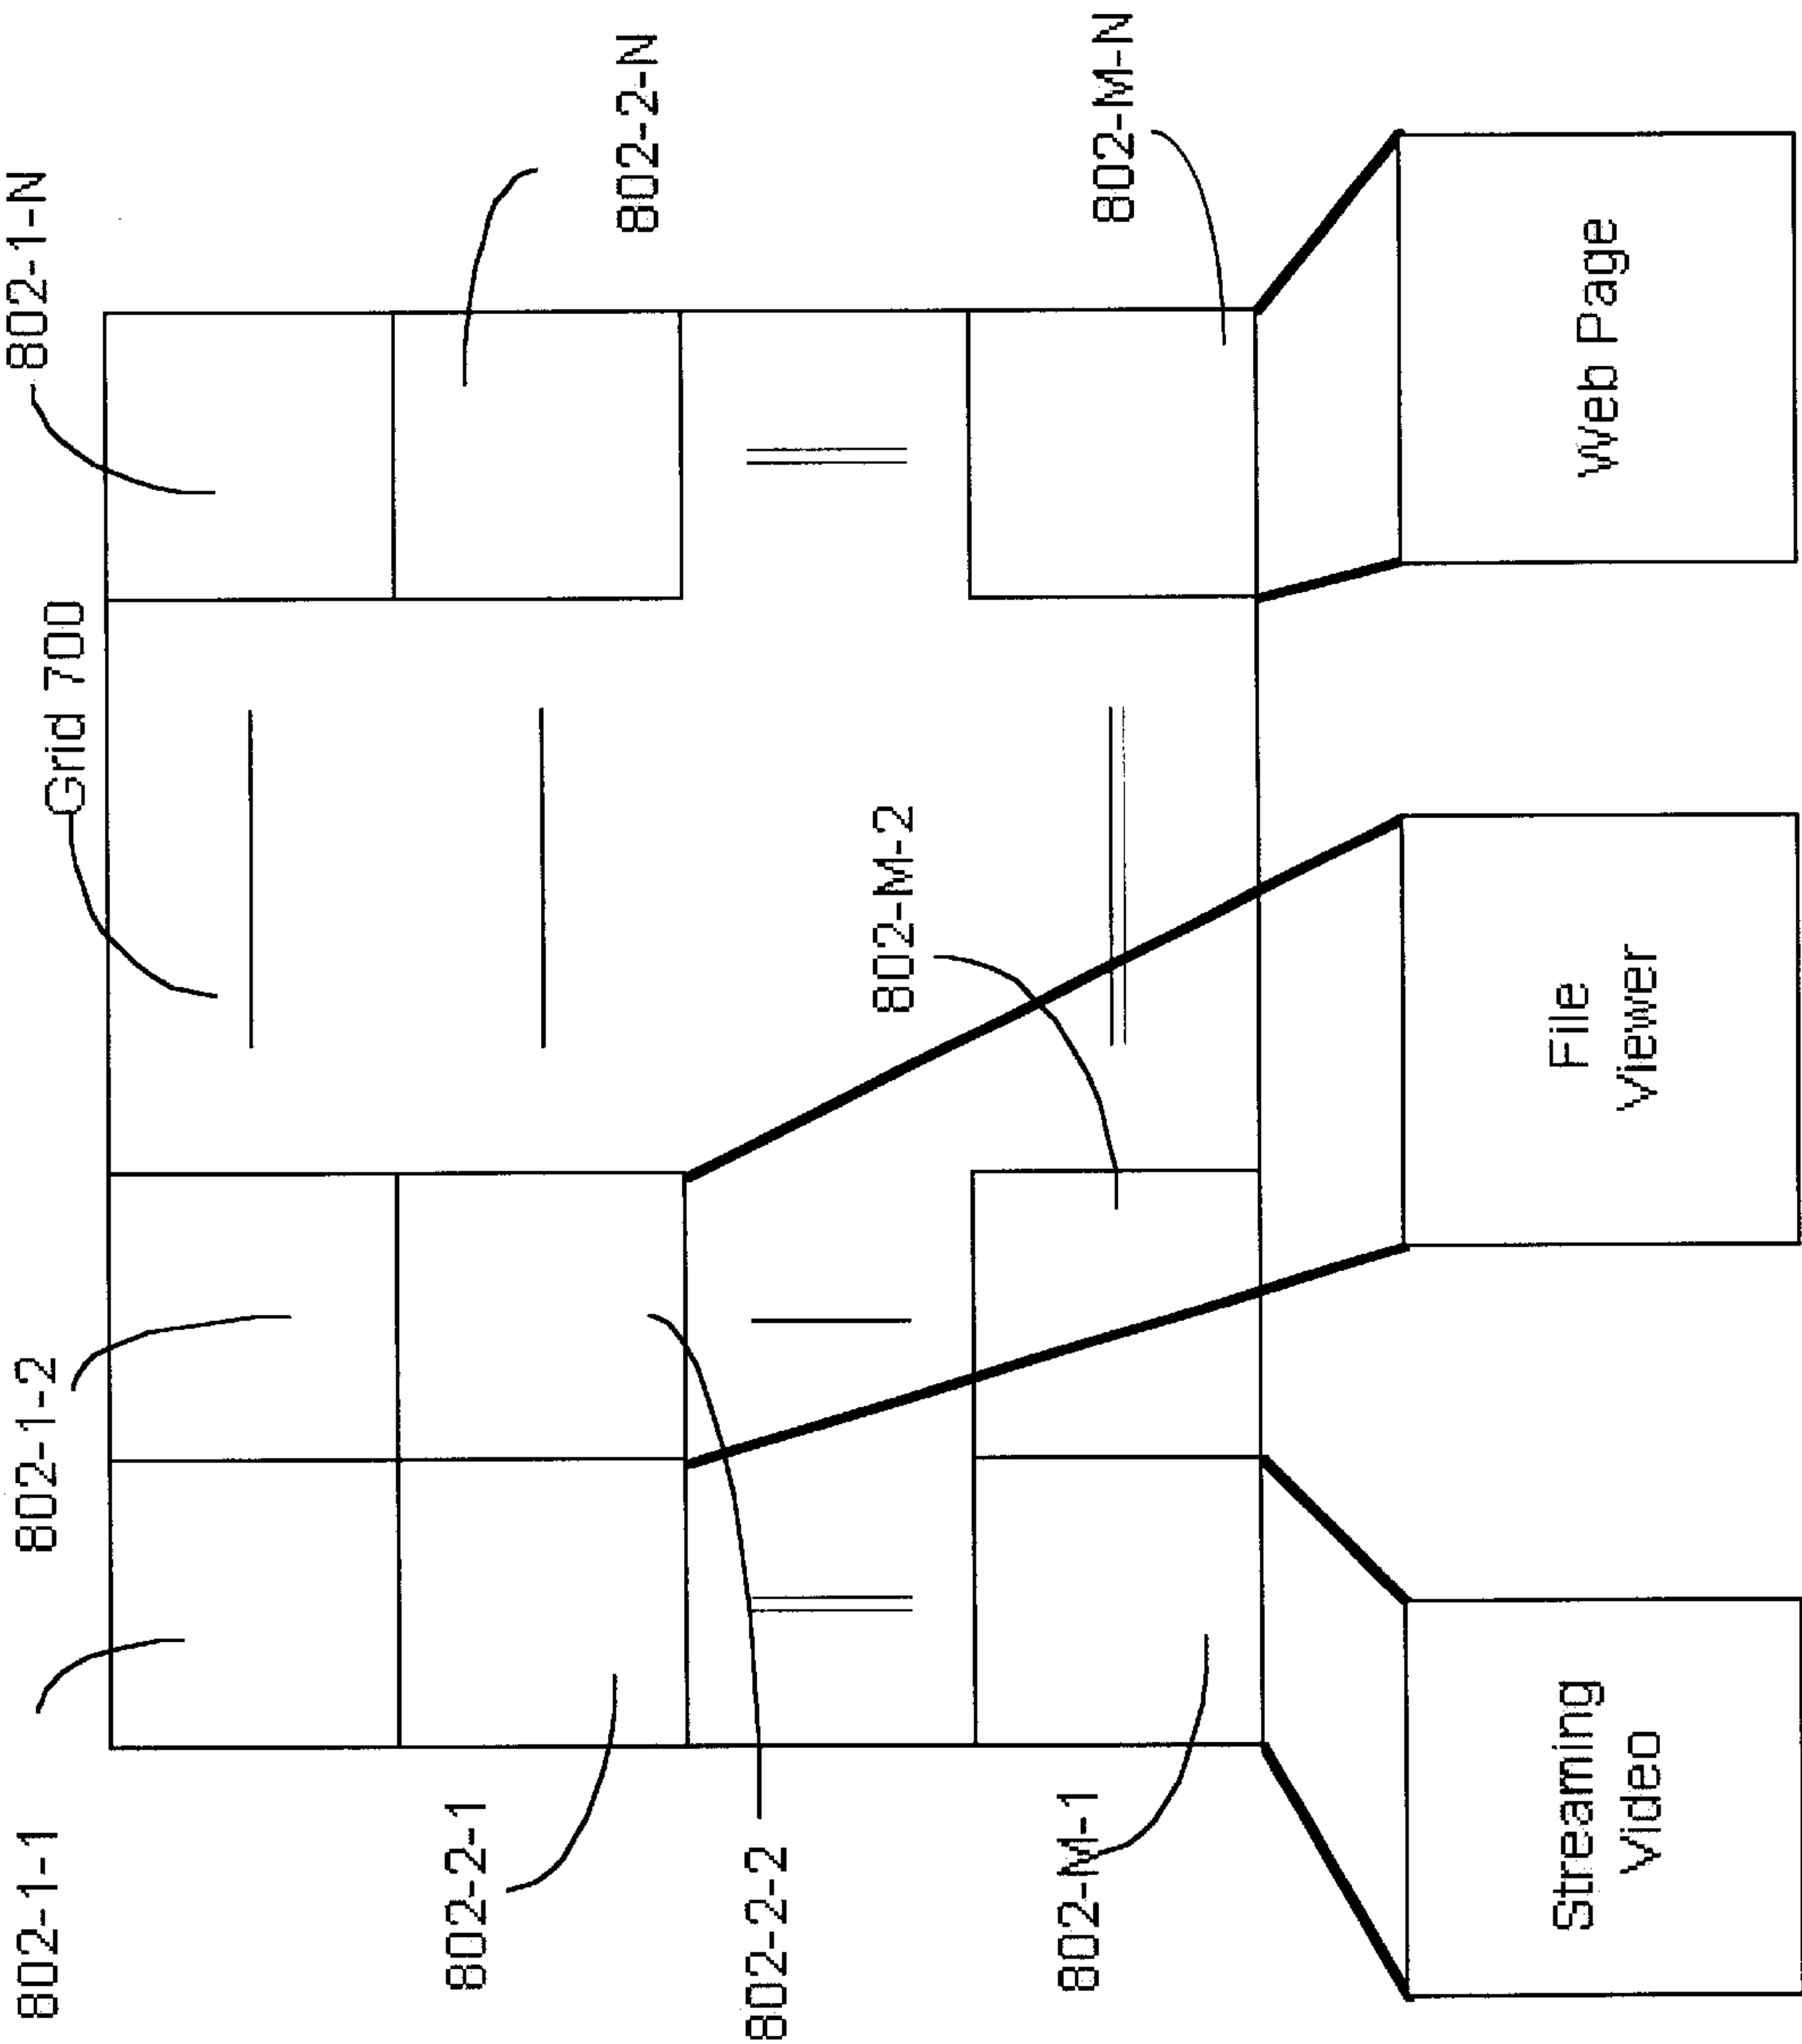 802-1-1
802-1-2
Grid 700
802-1-N
802-2-1
802-2-N
802-2-2
802-M-2
802-M-1
802-M-N
Streaming
Video
File
Viewer
Web Page